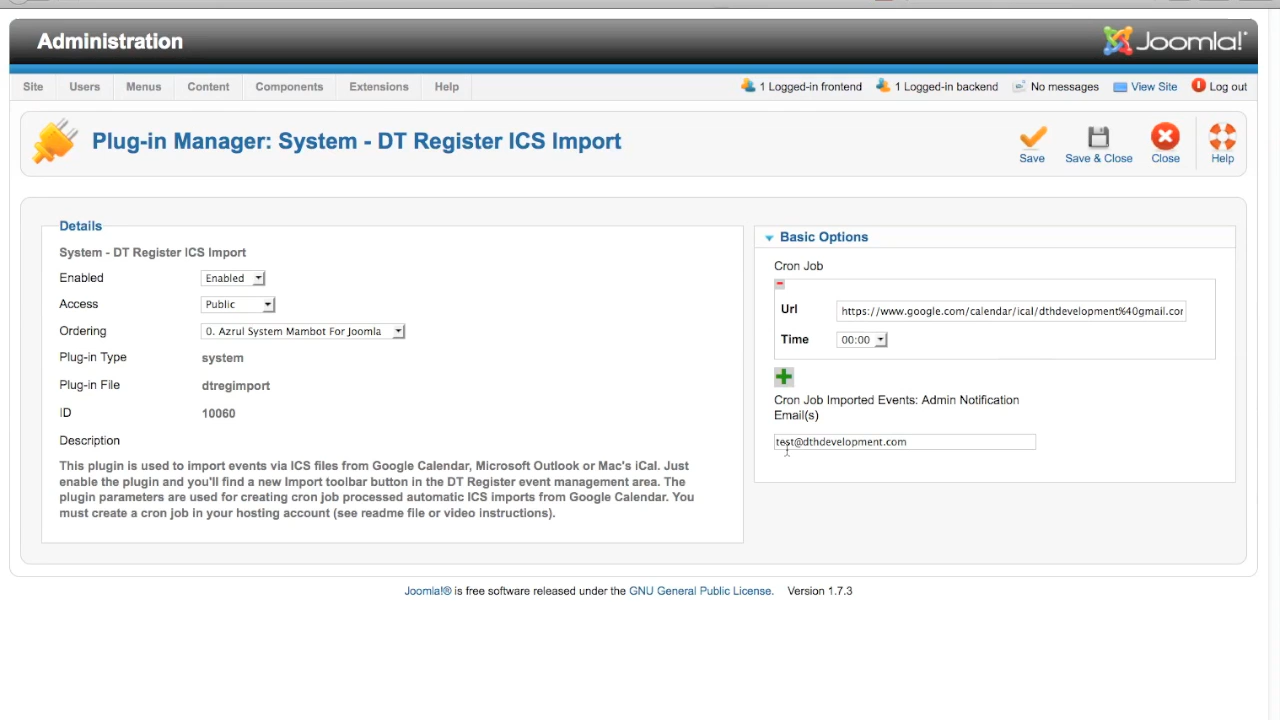 Administration
Joomla!®
Site Users Menus Content Components Extensions Help
1 Logged-in frontend 1 Logged-in backend No messages View Site Log out
Plug-in Manager: System - DT Register ICS Import
Save Save & Close Close Help
Details
System - DT Register ICS Import
Enabled Enabled
Access Public
Ordering 0. Azrul System Mambot For Joomla
Plug-in Type system
Plug-in File dtregimport
ID 10060
Description
This plugin is used to import events via ICS files from Google Calendar, Microsoft Outlook or Mac's iCal. Just
enable the plugin and you'll find a new Import toolbar button in the DT Register event management area. The
plugin parameters are used for creating cron job processed automatic ICS imports from Google Calendar. You
must create a cron job in your hosting account (see readme file or video instructions).
Basic Options
Cron Job
Url https://www.google.com/calendar/ical/dthdevelopment%40gmail.cor
Time 00:00
Cron Job Imported Events: Admin Notification
Email(s)
test@dthdevelopment.com
Joomla!® is free software released under the GNU General Public License. Version 1.7.3